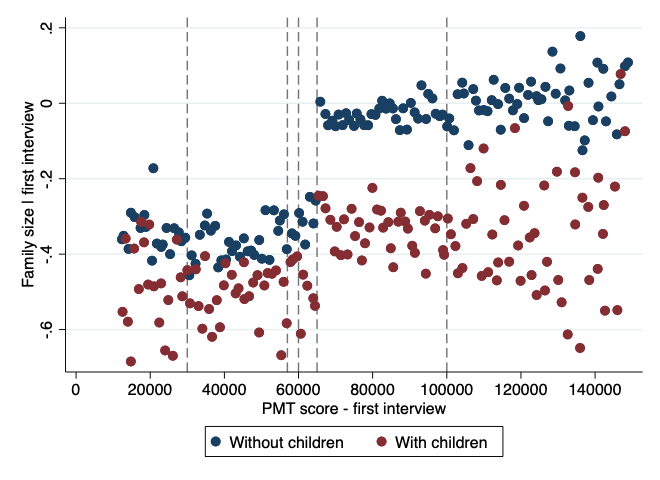 Family size | first interview
.2
0
-.2
-.4
-.6
0 20000 40000 60000 80000 100000 120000 140000
PMT score - first interview
Without children With children